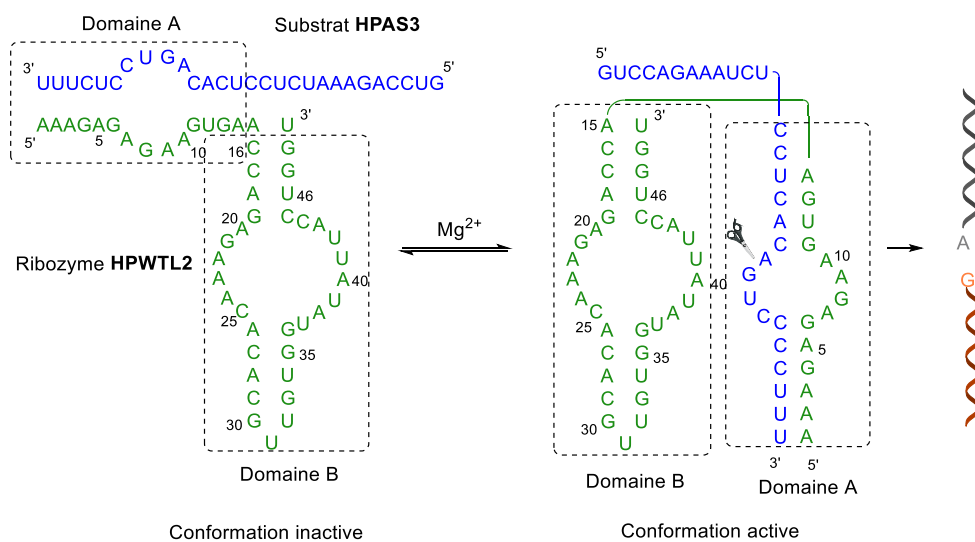 Domaine A
Substrat HPAS3
3'
UUUCUC
C U G A
CACUCCUCUAAAGACCUG
5'
AAAGAG
5'
5
A G A A
10
GUGAA
16
U
3'
C G
C G
A U 46
20 A G C C A
G U
A U
A A 40
A U
25 C A
A G U
C G 35
A U
C G
30 G U
U
Domaine B
Ribozyme HPWTL2
Conformation inactive
Mg2+
5'
GUCCAGAAAUCU
15 A U 3'
C G
C G
A U 46
20 A G C C A
G U
A U
A A 40
A U
25 C A
A G U
C G 35
A U
C G
30 G U
U
Domaine B
C
C
U A
C G
A U
C G
A A 10
G A
U G
C A
C G
C A 5
C G
U A
U A
U A
3' 5'
Domaine A
Conformation active
A
G